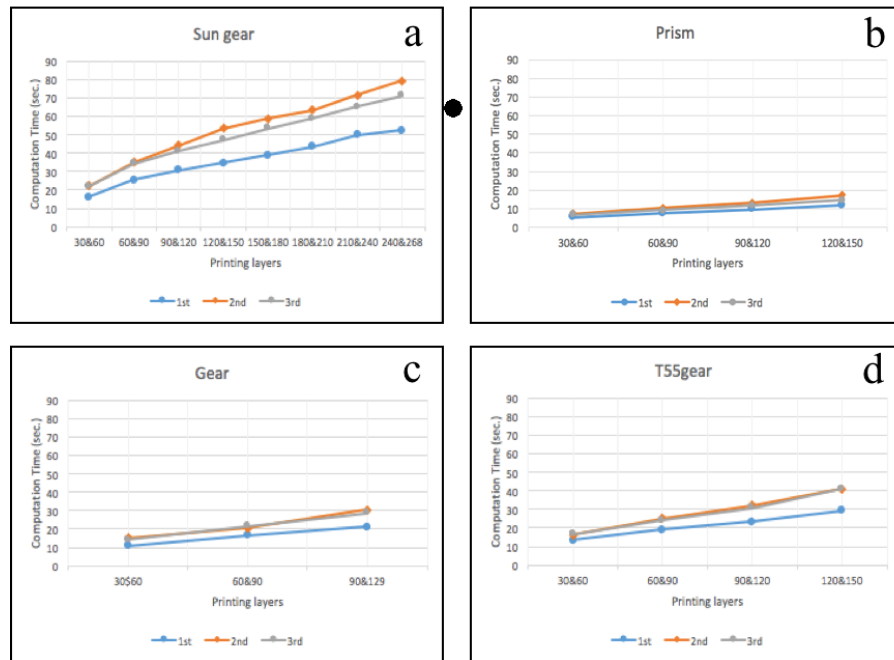 Sun gear
a
90
80
70
60
50
40
30
20
10
0
Computation Time (sec.)
30&60 60&90 90&120 120&150 150&180 180&210 210&240 240&268
Printing layers
1st 2nd 3rd
Prism
b
90
80
70
60
50
40
30
20
10
0
Computation Time (sec.)
30&60 60&90 90&120 120&150
Printing layers
1st 2nd 3rd
Gear
c
90
80
70
60
50
40
30
20
10
0
Computation Time (sec.)
30$60 60&90 90&129
Printing layers
1st 2nd 3rd
T55gear
d
90
80
70
60
50
40
30
20
10
0
Computation Time (sec.)
30&60 60&90 90&120 120&150
Printing layers
1st 2nd 3rd